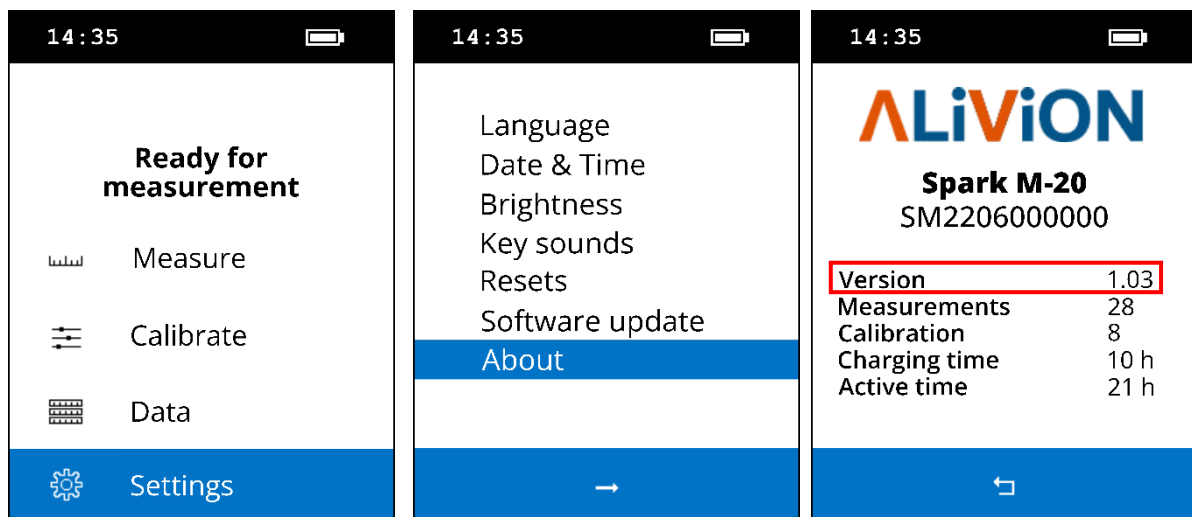 14:35
Ready for
measurement
Measure
Calibrate
Data
Settings
14:35
Language
Date & Time
Brightness
Key sounds
Resets
Software update
About
14:35
ALiViON
Spark M-20
SM2206000000
Version 1.03
Measurements 28
Calibration 8
Charging time 10 h
Active time 21 h